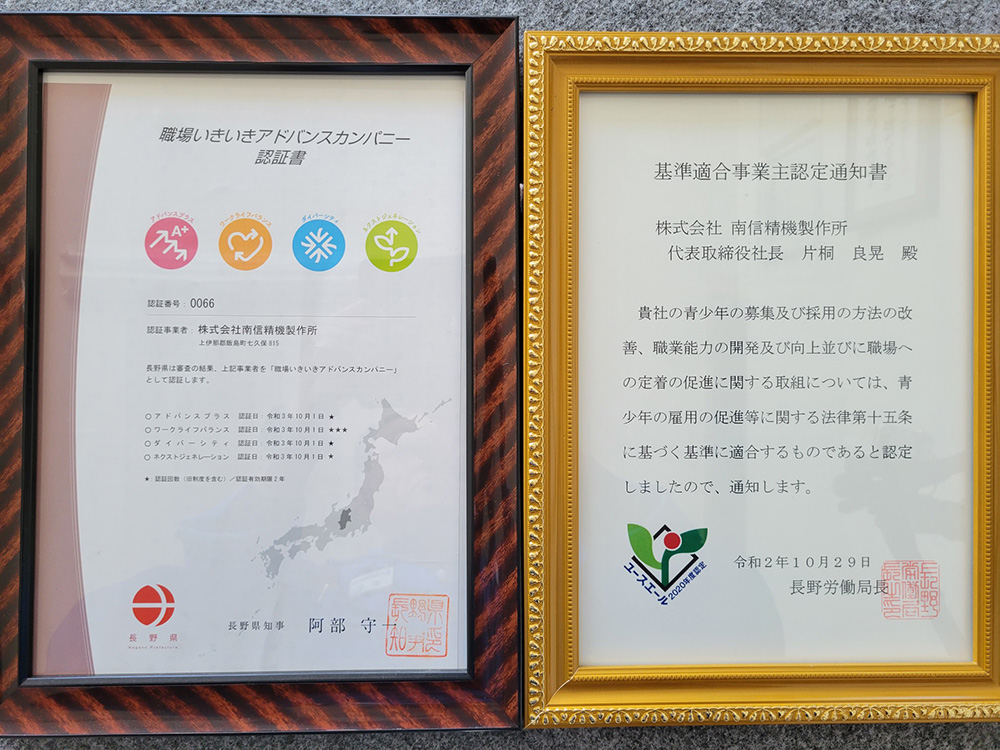 職場いきいきアドバンスカンパニー
認証書
アドバンスプラス
ワークライフバランス
ダイバーシティ
ネクストジェネレーション
A+
認証番号: 0066
認証事業者: 株式会社南信精機製作所
上伊那郡飯島町七久保815
長野県は審査の結果、上記事業者を「職場いきいきアドバンスカンパニー」
として認証します。
○アドバンスプラス 認証日: 令和3年10月1日 ★
○ワークライフバランス 認証日: 令和3年10月1日 ★★★
○ダイバーシティ 認証日: 令和3年10月1日 ★
○ネクストジェネレーション 認証日: 令和3年10月1日 ★
★: 認証回数(旧制度を含む)/認証有効期限2年
長野県
Nagano Prefecture
長野県知事 阿部 守一
基準適合事業主認定通知書
株式会社 南信精機製作所
代表取締役社長 片桐 良晃 殿
貴社の青少年の募集及び採用の方法の改
善、職業能力の開発及び向上並びに職場へ
の定着の促進に関する取組については、青
少年の雇用の促進等に関する法律第十五条
に基づく基準に適合するものであると認定
しましたので、通知します。
ユースエール
2020年度認定
令和2年10月29日
長野労働局長